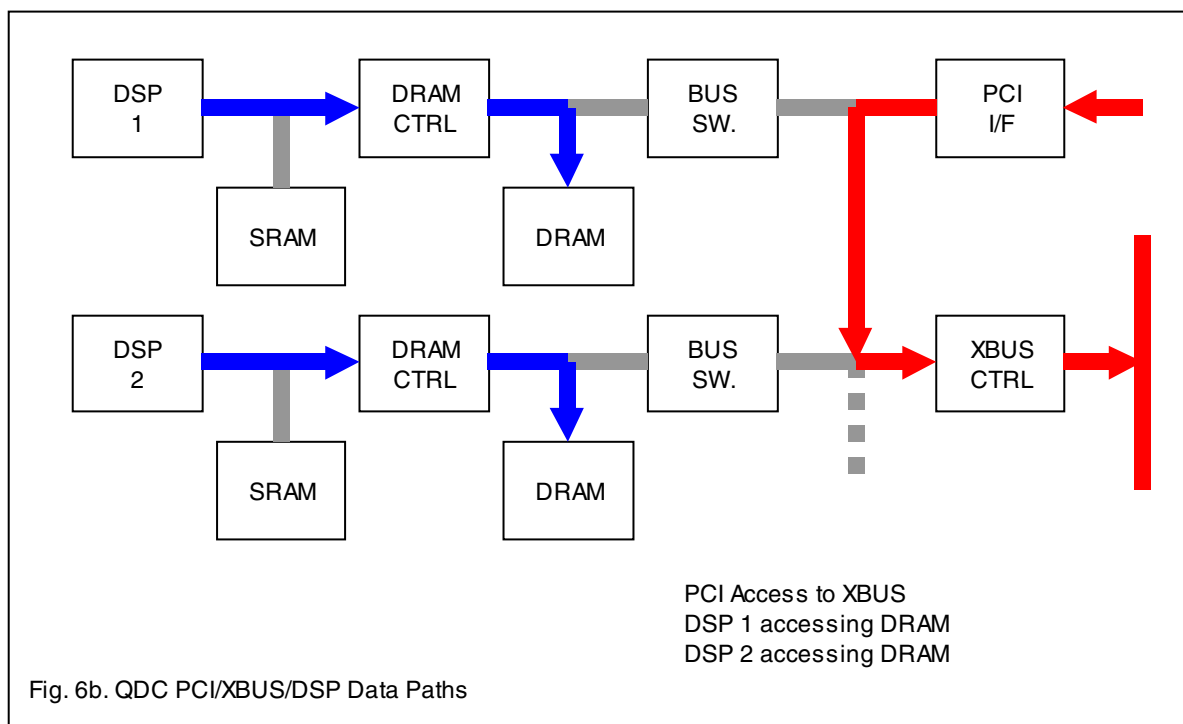 DSP
1
DRAM
CTRL
BUS
SW.
PCI
I/F
SRAM
DRAM
DSP
2
DRAM
CTRL
BUS
SW.
XBUS
CTRL
SRAM
DRAM
PCI Access to XBUS
DSP 1 accessing DRAM
DSP 2 accessing DRAM
Fig. 6b. QDC PCI/XBUS/DSP Data Paths